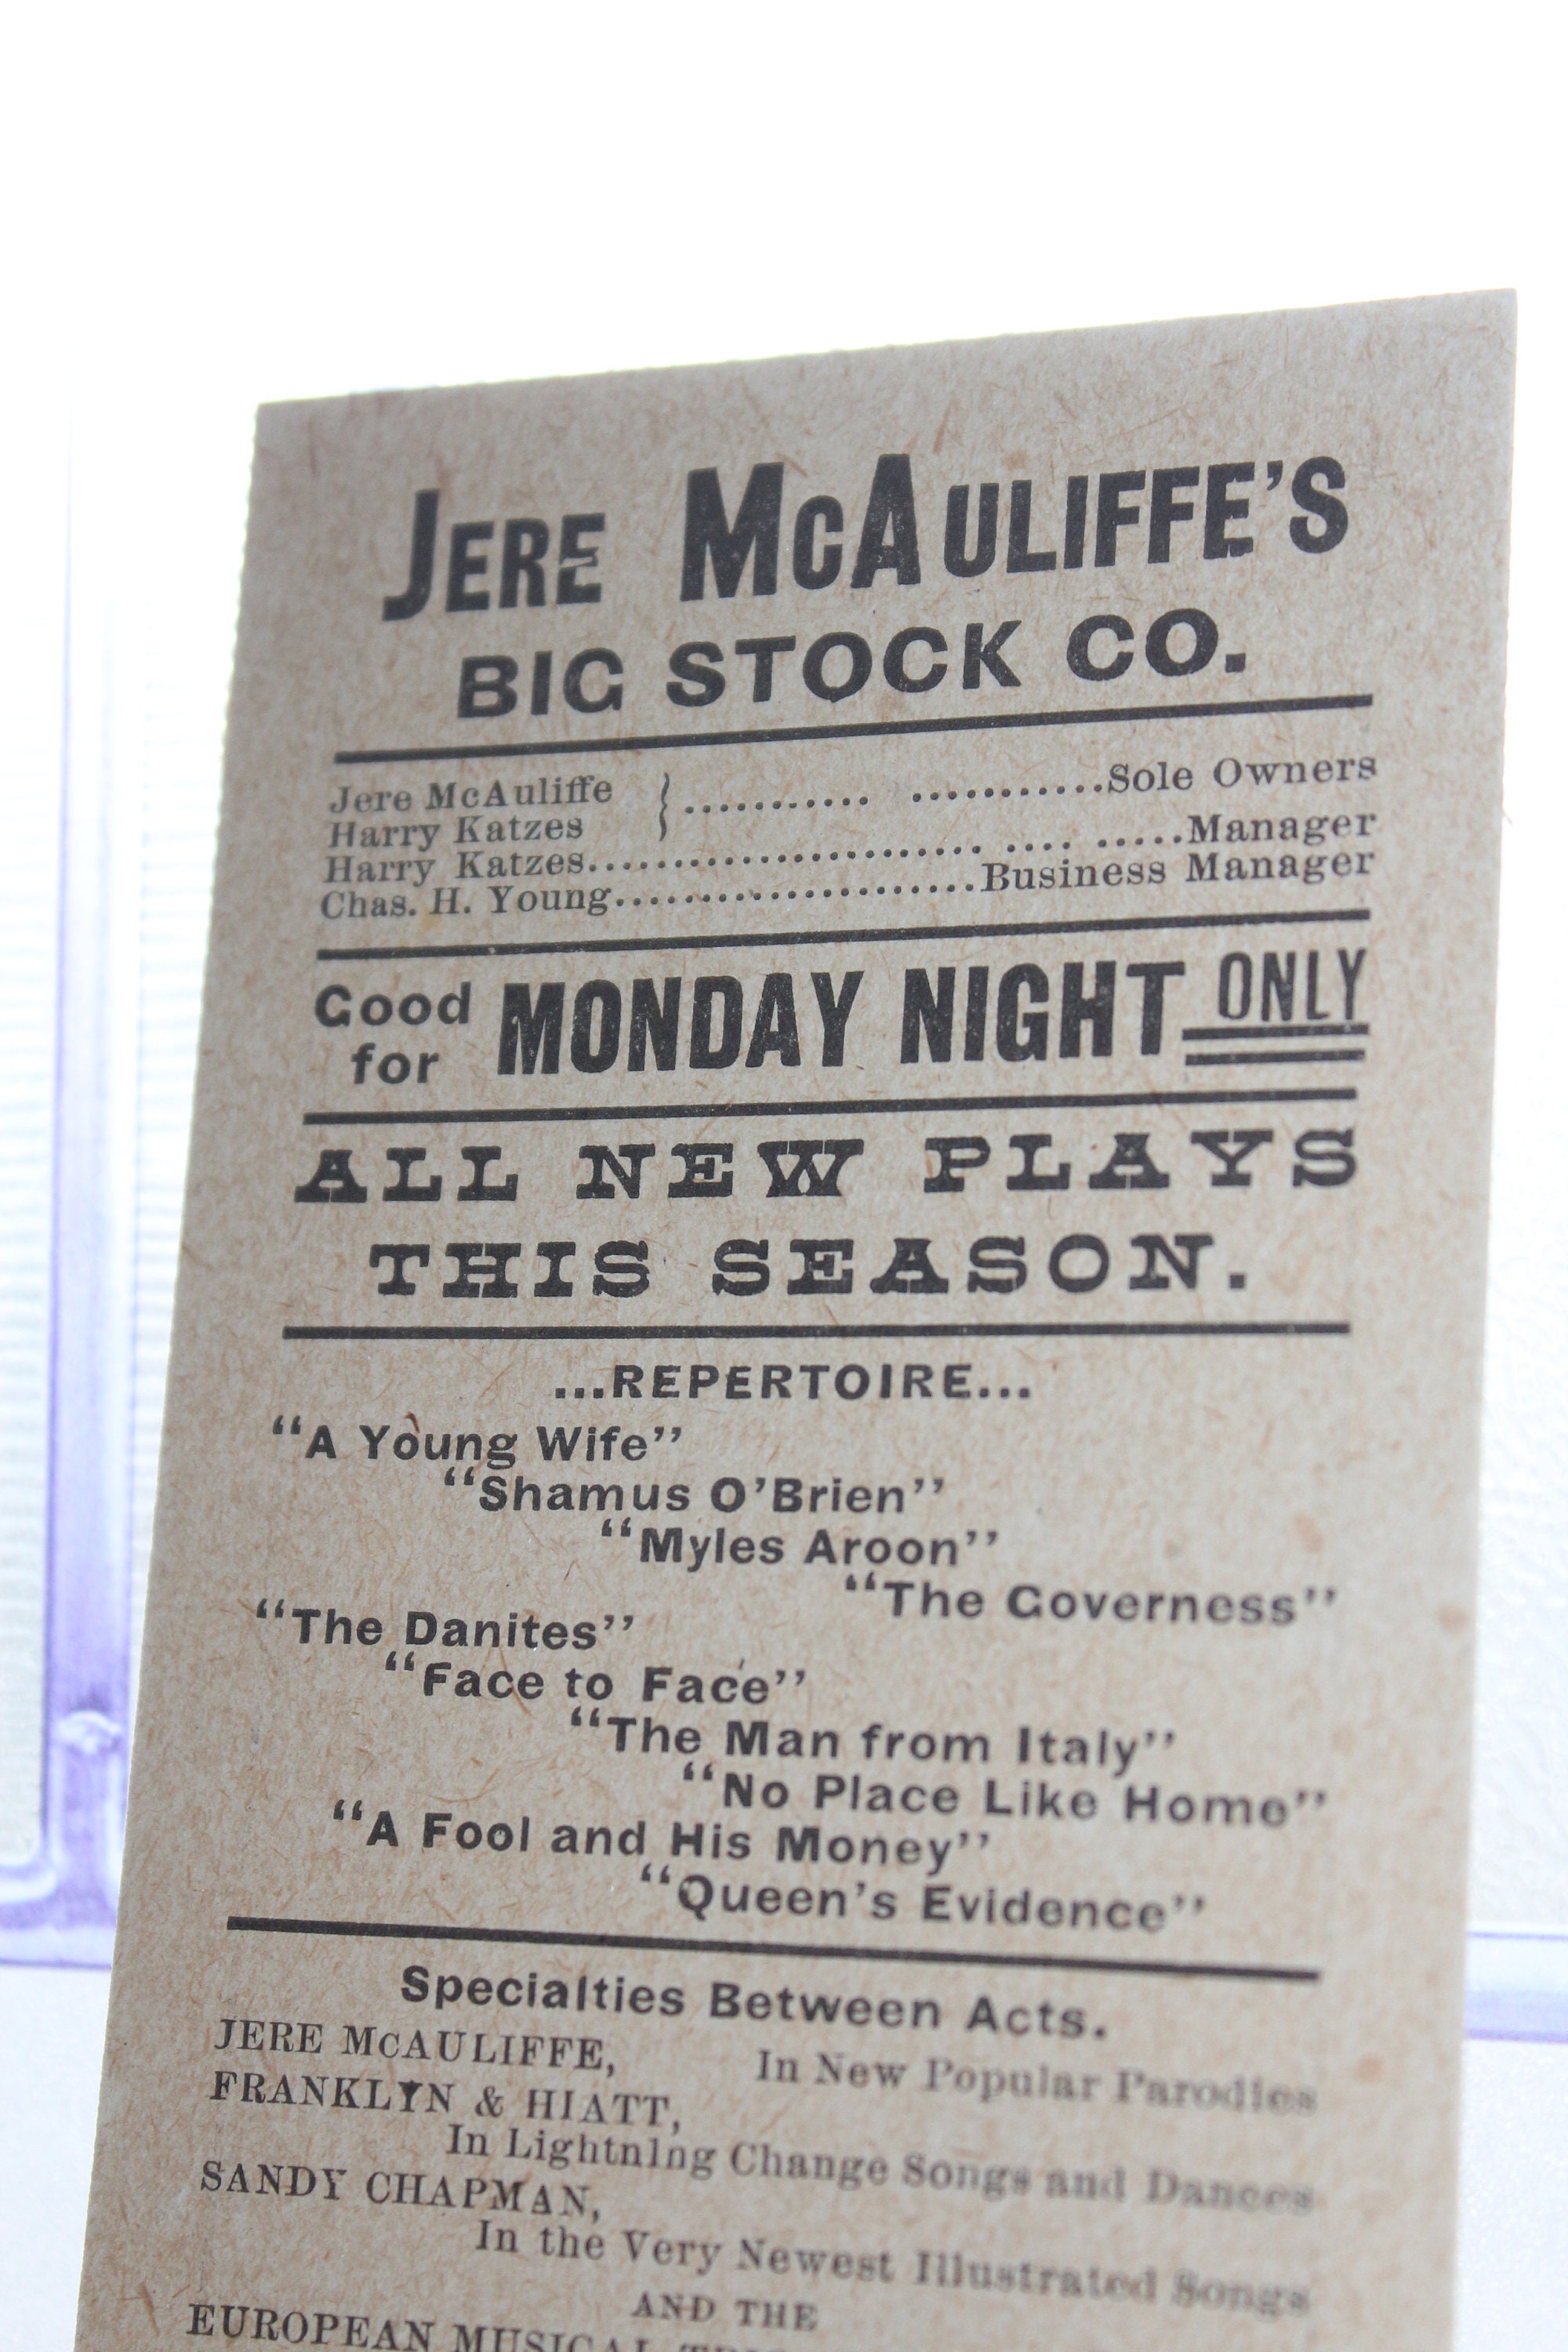 JERE McAULIFFE'S
BIG STOCK CO.
Jere McAuliffe
Harry Katzes } ........... ...........Sole Owners
Harry Katzes........................ .... .....Manager
Chas. H. Young......................Business Manager
Good for MONDAY NIGHT ONLY
ALL NEW PLAYS
THIS SEASON.
...REPERTOIRE...
"A Young Wife"
"Shamus O'Brien"
"Myles Aroon"
"The Governess"
"The Danites"
"Face to Face"
"The Man from Italy"
"No Place Like Home"
"A Fool and His Money"
"Queen's Evidence"
Specialties Between Acts.
JERE McAULIFFE, In New Popular Parodies
FRANKLYN & HIATT,
In Lightning Change Songs and Dances
SANDY CHAPMAN,
In the Very Newest Illustrated Songs
AND THE
EUROPEAN MUSICAL